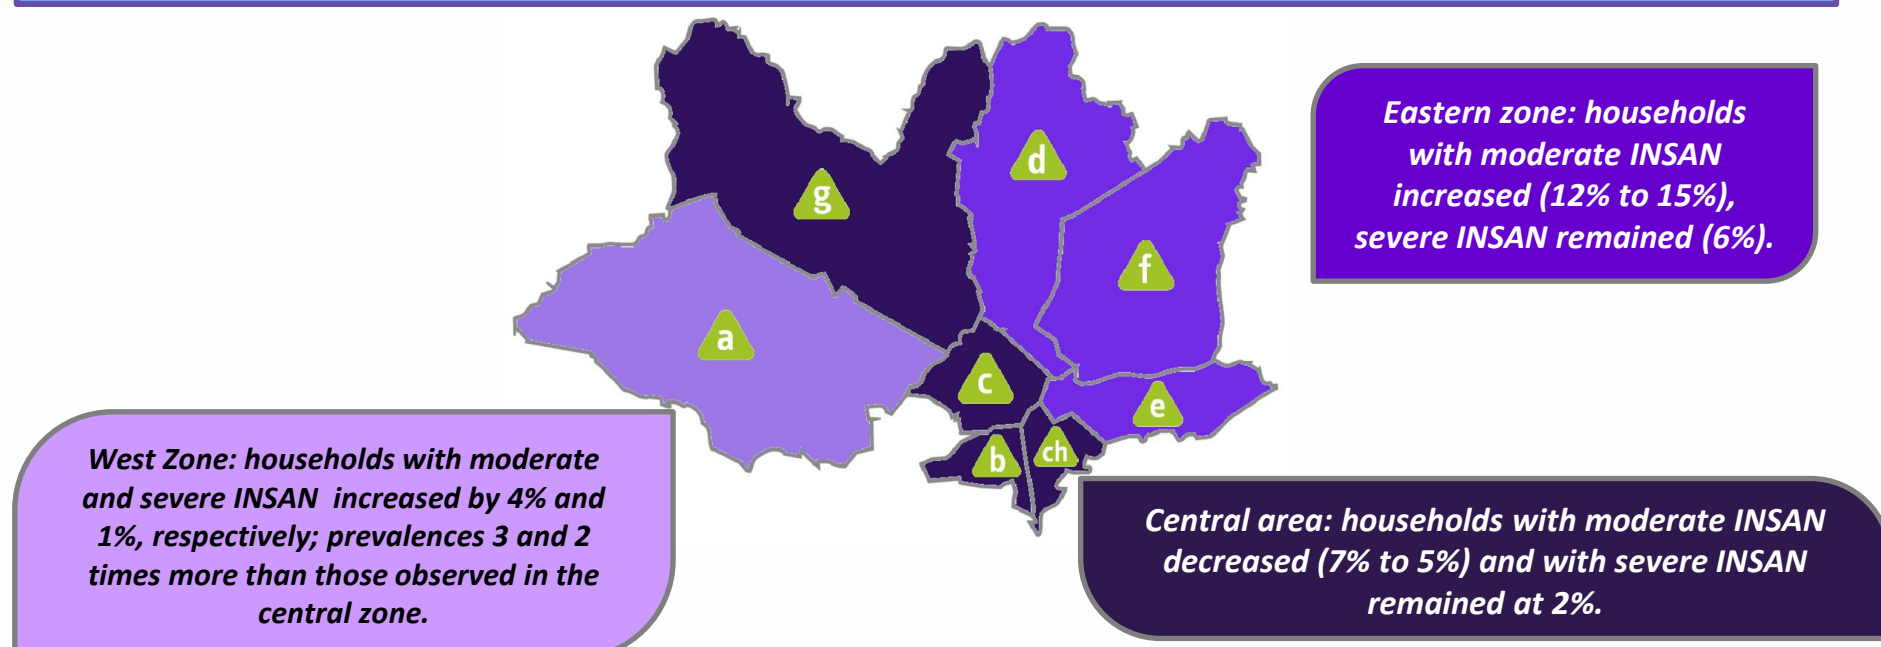 Eastern zone: households
with moderate INSAN
increased (12% to 15%),
severe INSAN remained (6%).
d
g
f
a
c
e
b
ch
West Zone: households with moderate
and severe INSAN increased by 4% and
1%, respectively; prevalences 3 and 2
times more than those observed in the
central zone.
Central area: households with moderate INSAN
decreased (7% to 5%) and with severe INSAN
remained at 2%.